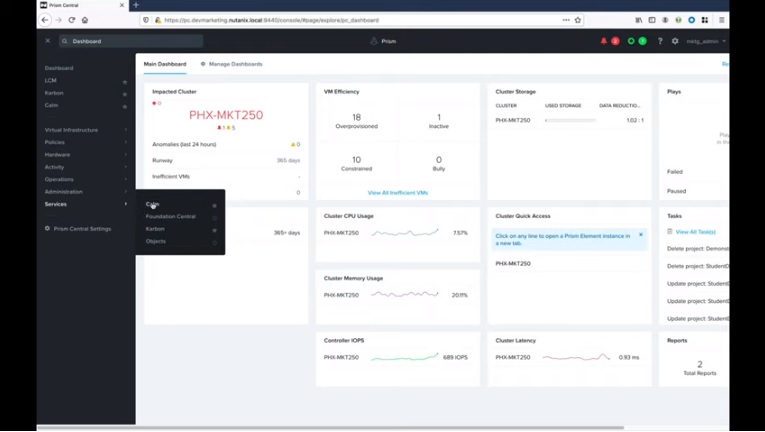 Prism Central
https://pc.devmarketing.nutanix.local:9440/console/#page/explore/pc_dashboard
Dashboard
Prism
Dashboard
LCM
Karbon
Calm
Virtual Infrastructure
Policies
Hardware
Activity
Operations
Administration
Services
Prism Central Settings
Calm
Foundation Central
Karbon
Objects
Main Dashboard
Manage Dashboards
Impacted Cluster
0
PHX-MKT250
1 5
Anomalies (last 24 hours)
0
Runway
365 days
Inefficient VMs
-
0
365+ days
VM Efficiency
18
Overprovisioned
1
Inactive
10
Constrained
0
Bully
View All Inefficient VMs
Cluster Storage
CLUSTER
USED STORAGE
DATA REDUCTIO...
PHX-MKT250
1.02 : 1
Plays
Failed
Paused
Cluster CPU Usage
PHX-MKT250
7.57%
Cluster Quick Access
Click on any line to open a Prism Element instance in
a new tab.
PHX-MKT250
Tasks
View All Task(s)
Delete project: Demonst
Delete project: StudentD
Update project: StudentD
Update project: StudentD
Cluster Memory Usage
PHX-MKT250
20.11%
Controller IOPS
PHX-MKT250
689 IOPS
Cluster Latency
PHX-MKT250
0.93 ms
Reports
2
Total Reports